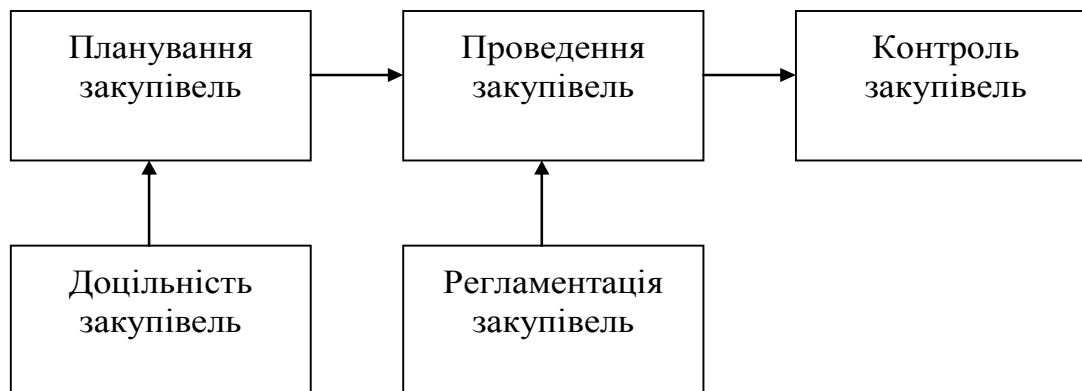 Планування
закупівель
Проведення
закупівель
Контроль
закупівель
Доцільність
закупівель
Регламентація
закупівель